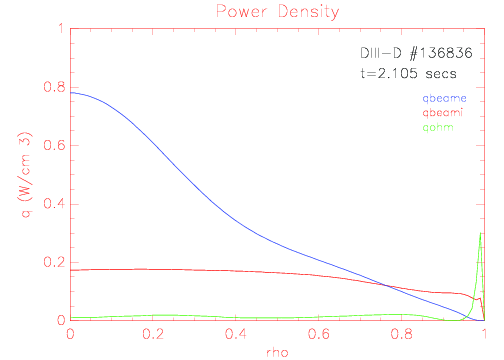 Power Density
DIII-D #136836
t=2.105 secs
qbeame
qbeami
qohm
q (W/cm 3)
1
0.8
0.6
0.4
0.2
0
0 0.2 0.4 0.6 0.8 1
rho